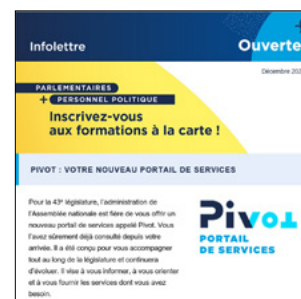 Infolettre
Ouverte
Décembre 202
PARLEMENTAIRES
+ PERSONNEL POLITIQUE
Inscrivez-vous
aux formations à la carte !
PIVOT : VOTRE NOUVEAU PORTAIL DE SERVICES
Pour la 43e législature, l'administration de
l'Assemblée nationale est fière de vous offrir un
nouveau portail de services appelé Pivot. Vous
l'avez sûrement déjà consulté depuis votre
arrivée. Il a été conçu pour vous accompagner
tout au long de la législature et continuera
d'évoluer. Il vise à vous informer, à vous orienter
et à vous fournir les services dont vous avez
besoin.
Pivot
PORTAIL
DE SERVICES